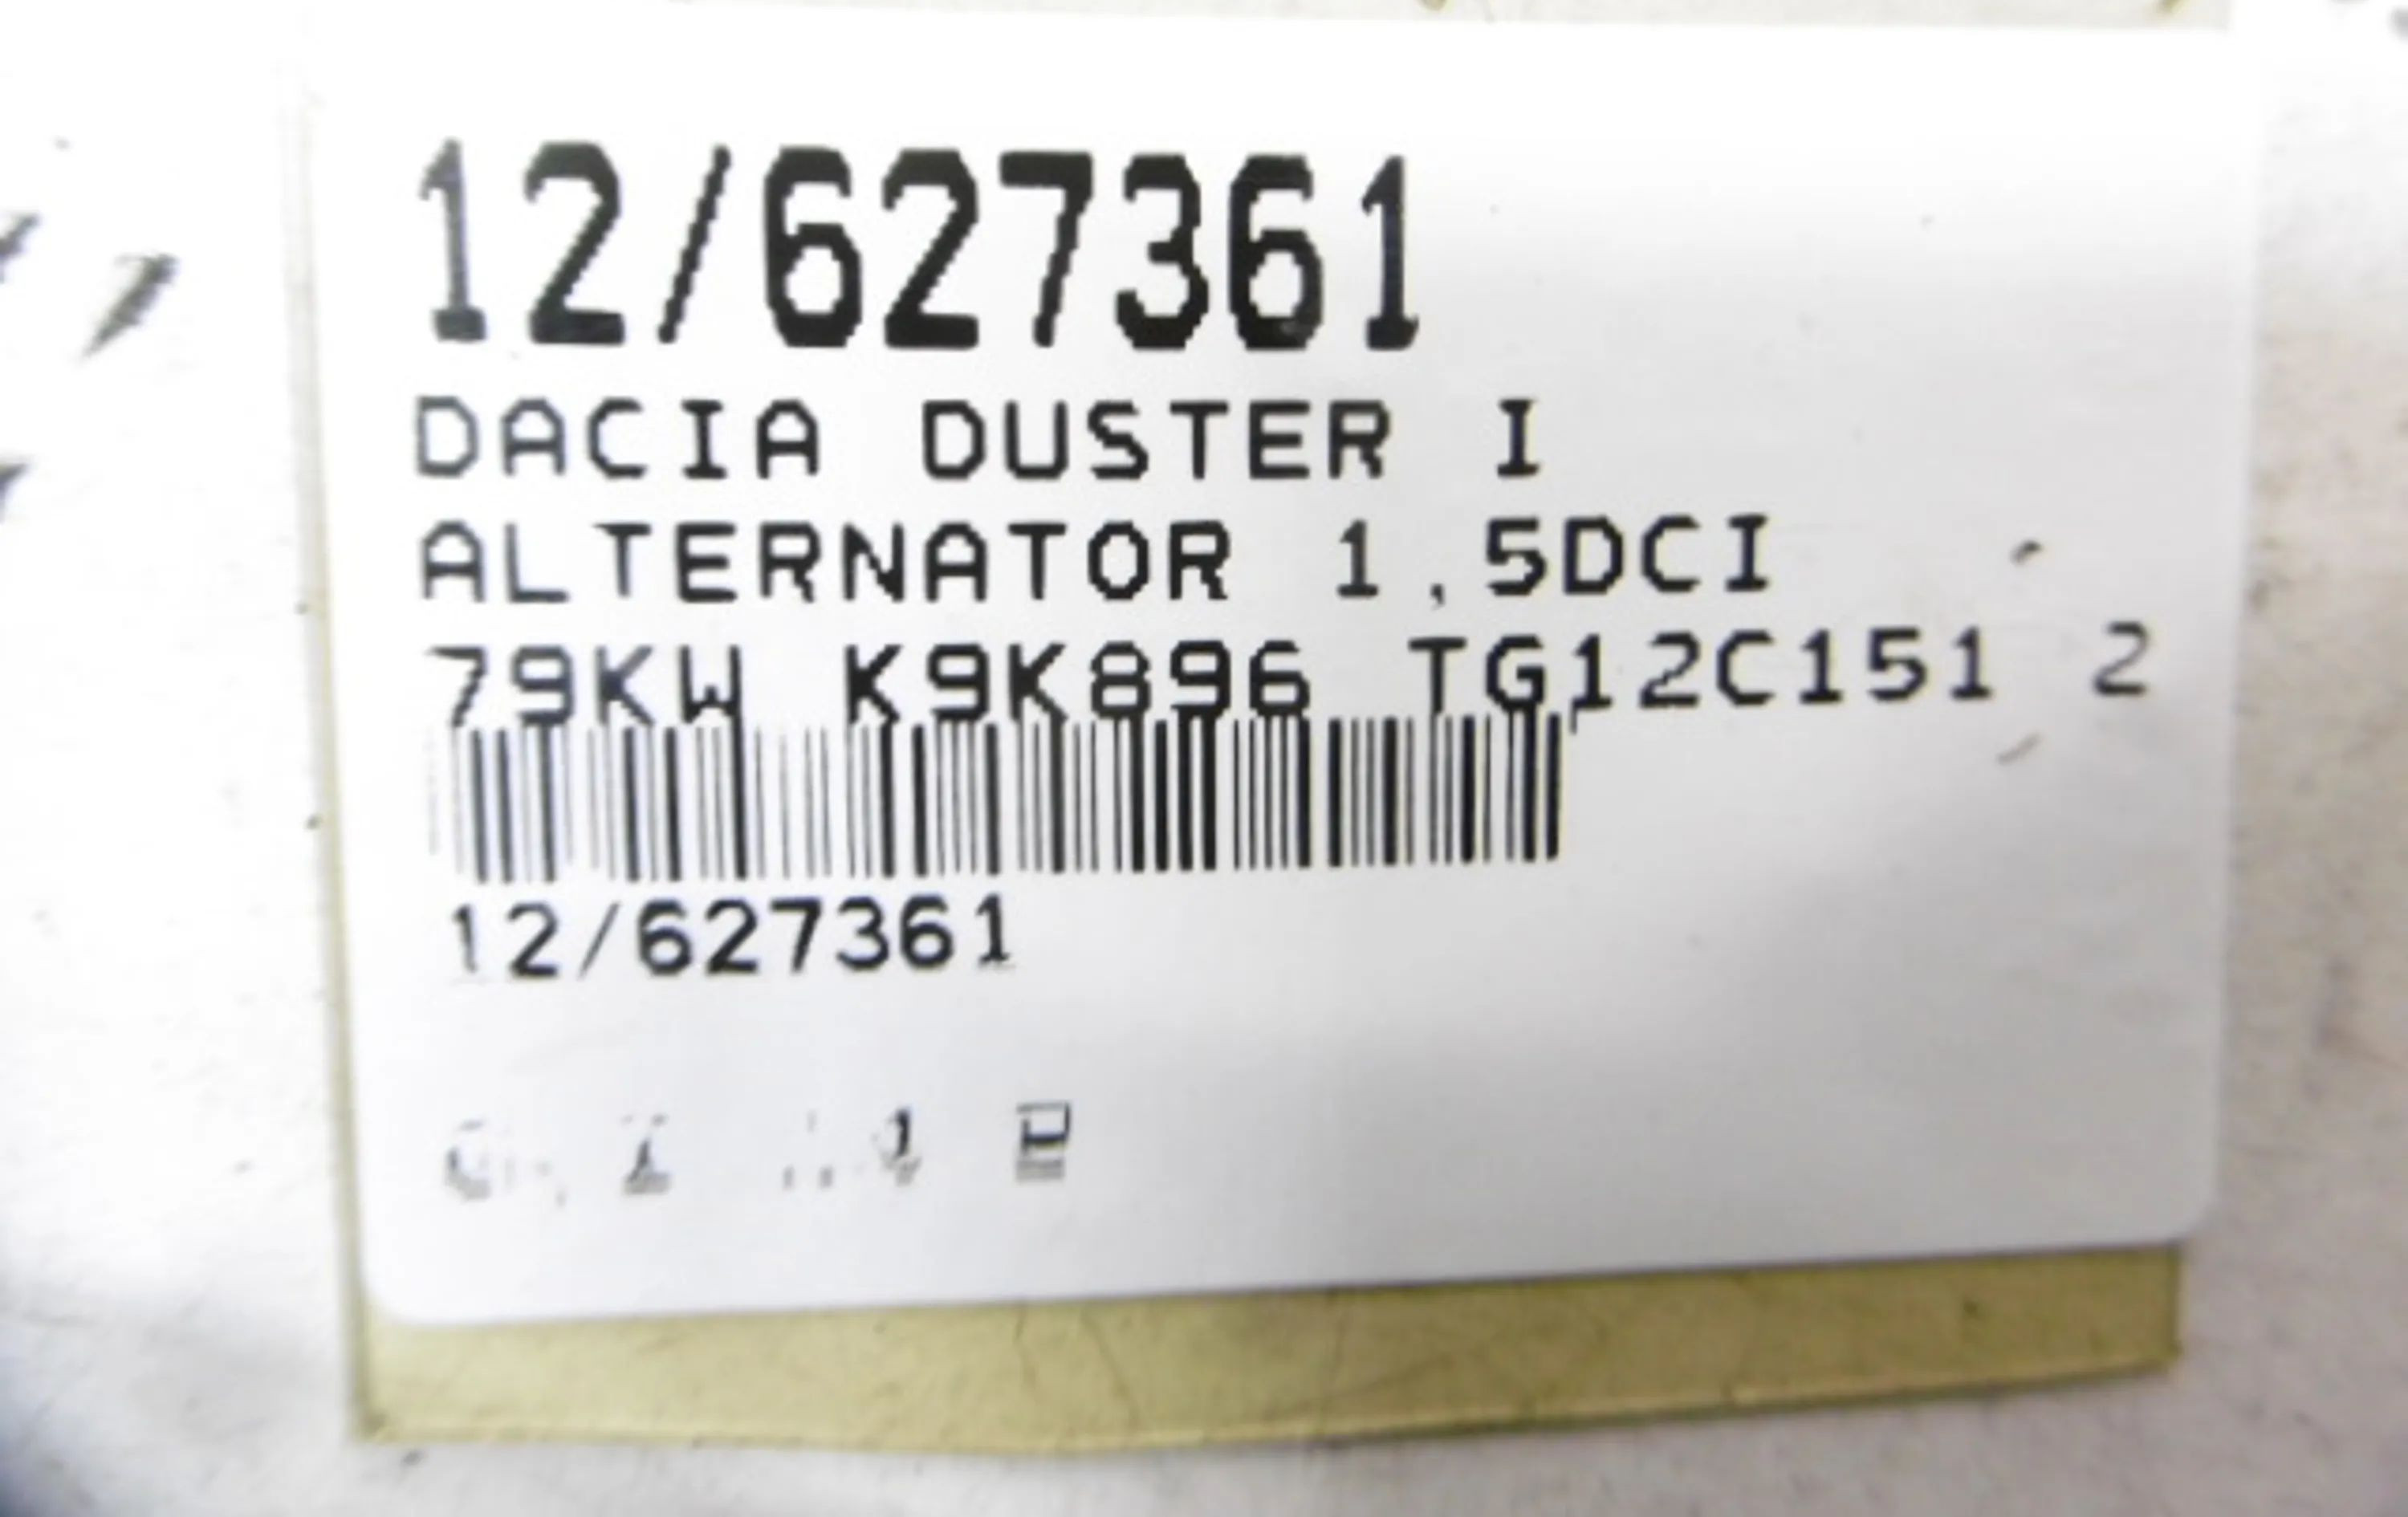 12/627361
DACIA DUSTER I
ALTERNATOR 1,5DCI
79KW K9K896 TG12C151 2
12/627361